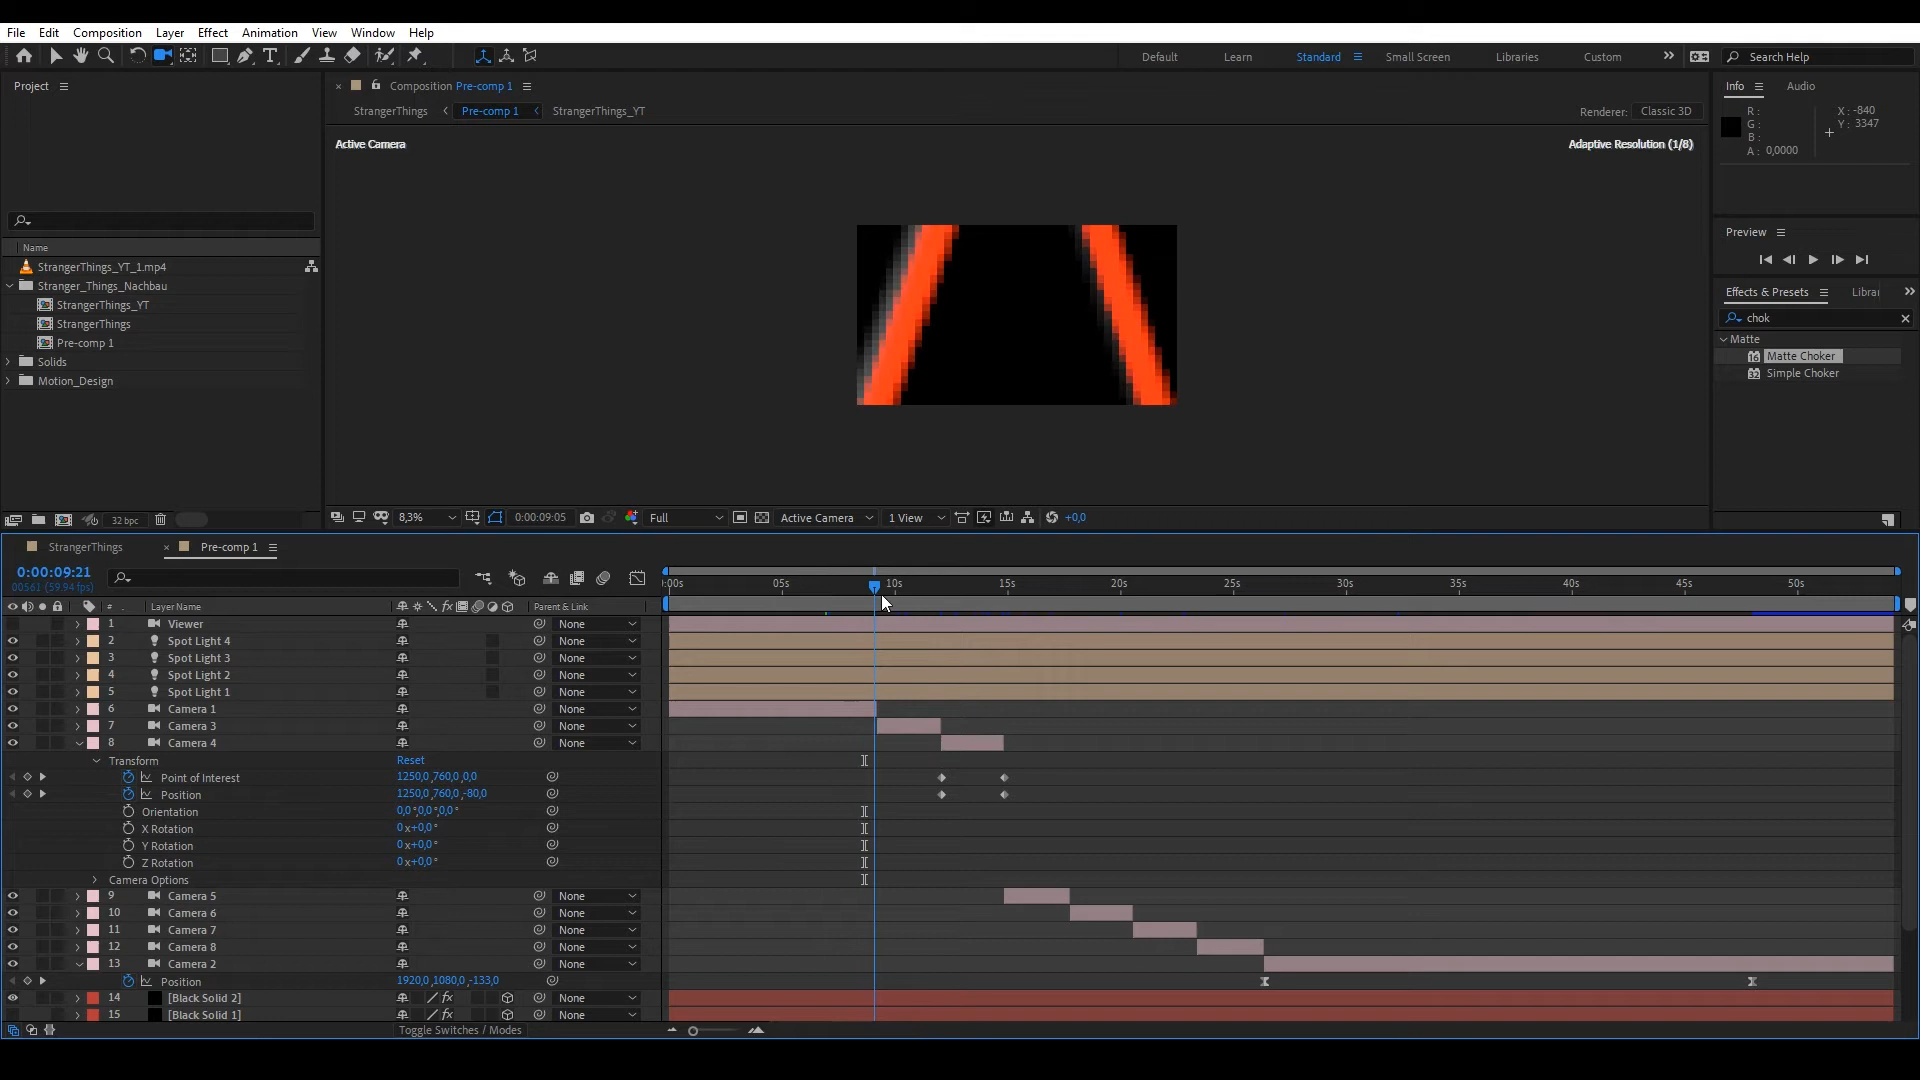 File Edit Composition Layer Effect Animation View Window Help
Default Learn Standard Small Screen Libraries Custom Search Help
Project
Composition Pre-comp 1
StrangerThings Pre-comp 1 StrangerThings_YT
Renderer: Classic 3D
Active Camera
Adaptive Resolution (1/8)
Info Audio
R :
G :
B :
A : 0,0000
X : -840
Y : 3347
Preview
Effects & Presets Librar
chok
Matte
Matte Choker
Simple Choker
Name
StrangerThings_YT_1.mp4
Stranger_Things_Nachbau
StrangerThings_YT
StrangerThings
Pre-comp 1
Solids
Motion_Design
32 bpc
8,3% 0:00:09:05 Full Active Camera 1 View +0,0
StrangerThings Pre-comp 1
0:00:09:21
00561 (59.94 fps)
:00s 05s 10s 15s 20s 25s 30s 35s 40s 45s 50s
# Layer Name Parent & Link
1 Viewer None
2 Spot Light 4 None
3 Spot Light 3 None
4 Spot Light 2 None
5 Spot Light 1 None
6 Camera 1 None
7 Camera 3 None
8 Camera 4 None
Transform Reset
Point of Interest 1250,0 ,760,0 ,0,0
Position 1250,0 ,760,0 ,-80,0
Orientation 0,0 °,0,0 °,0,0 °
X Rotation 0 x+0,0 °
Y Rotation 0 x+0,0 °
Z Rotation 0 x+0,0 °
Camera Options
9 Camera 5 None
10 Camera 6 None
11 Camera 7 None
12 Camera 8 None
13 Camera 2 None
Position 1920,0 ,1080,0 ,-133,0
14 [Black Solid 2] fx None
15 [Black Solid 1] fx None
Toggle Switches / Modes